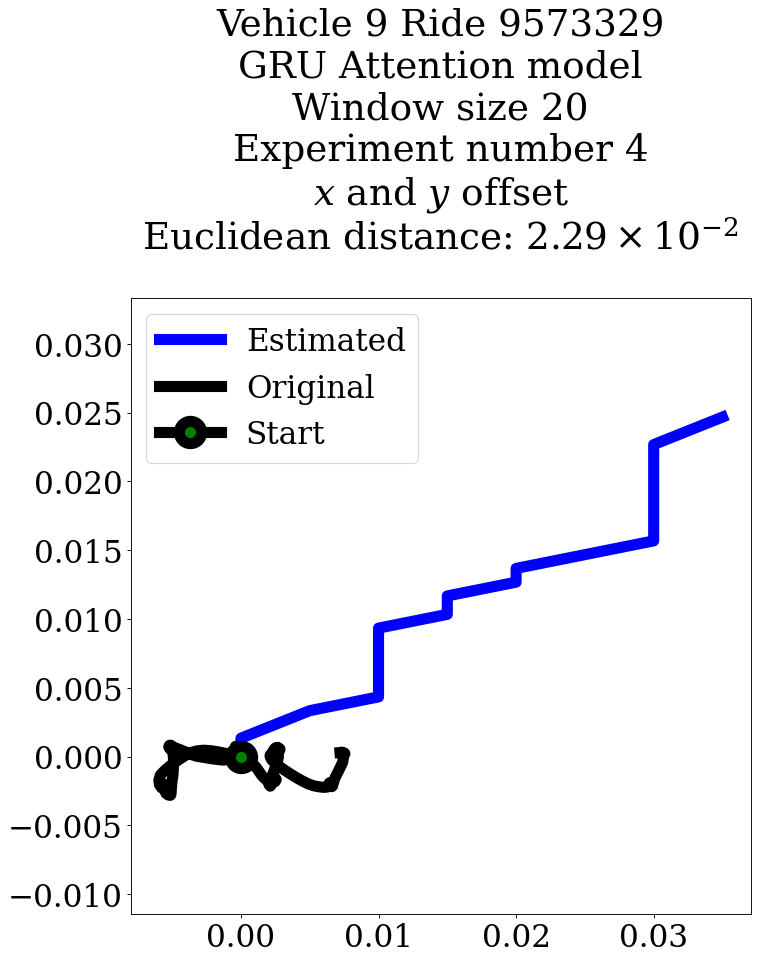 Vehicle 9 Ride 9573329
GRU Attention model
Window size 20
Experiment number 4
x and y offset
Euclidean distance: 2.29 × 10⁻²
Estimated
Original
Start
0.030
0.025
0.020
0.015
0.010
0.005
0.000
−0.005
−0.010
0.00 0.01 0.02 0.03